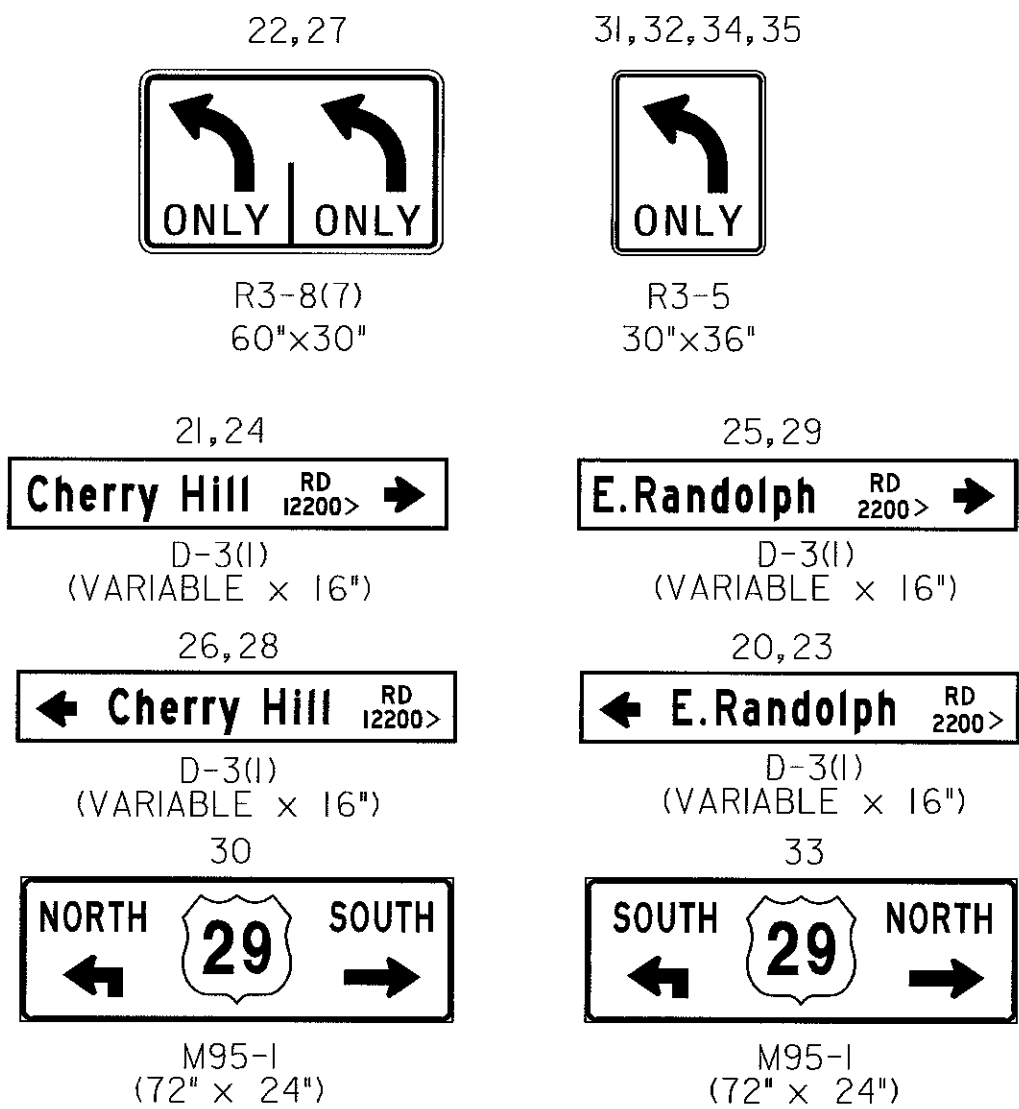 22,27
ONLY ONLY
R3-8(7)
60"x30"
31,32,34,35
ONLY
R3-5
30"x36"
21,24
Cherry Hill RD 12200>
D-3(1)
(VARIABLE x 16")
25,29
E.Randolph RD 2200>
D-3(1)
(VARIABLE x 16")
26,28
Cherry Hill RD 12200>
D-3(1)
(VARIABLE x 16")
20,23
E.Randolph RD 2200>
D-3(1)
(VARIABLE x 16")
30
NORTH 29 SOUTH
M95-1
(72" x 24")
33
SOUTH 29 NORTH
M95-1
(72" x 24")